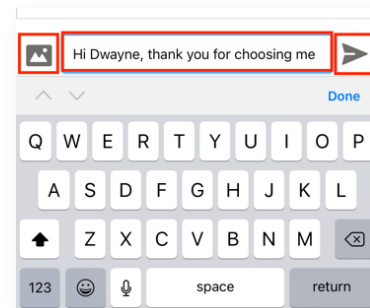 Hi Dwayne, thank you for choosing me
Done
Q W E R T Y U I O P
A S D F G H J K L
Z X C V B N M
123 space return